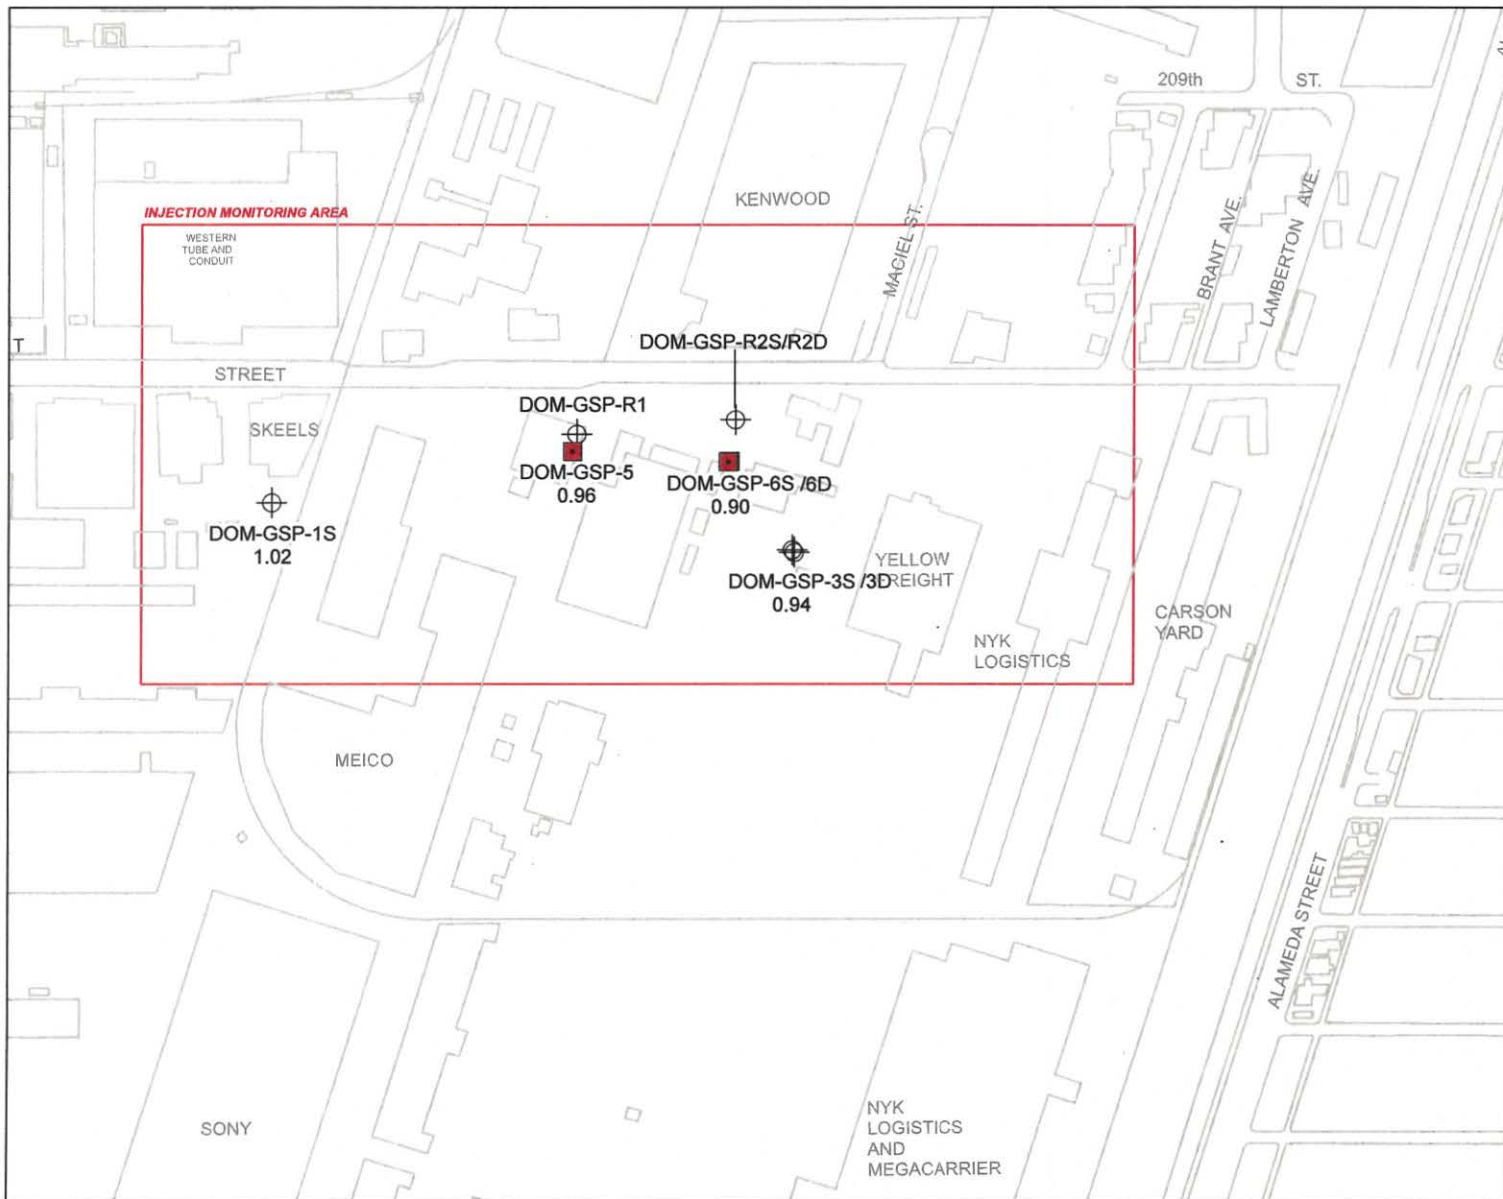 209th ST.
KENWOOD
INJECTION MONITORING AREA
WESTERN
TUBE AND
CONDUIT
MACIEL ST.
BRANT AVE.
LAMBERTON AVE.
DOM-GSP-R2S/R2D
T
STREET
DOM-GSP-R1
SKEELS
DOM-GSP-5
0.96
DOM-GSP-6S /6D
0.90
DOM-GSP-1S
1.02
YELLOW
FREIGHT
DOM-GSP-3S /3D
0.94
CARSON
YARD
NYK
LOGISTICS
MEICO
ALAMEDA STREET
SONY
NYK
LOGISTICS
AND
MEGACARRIER